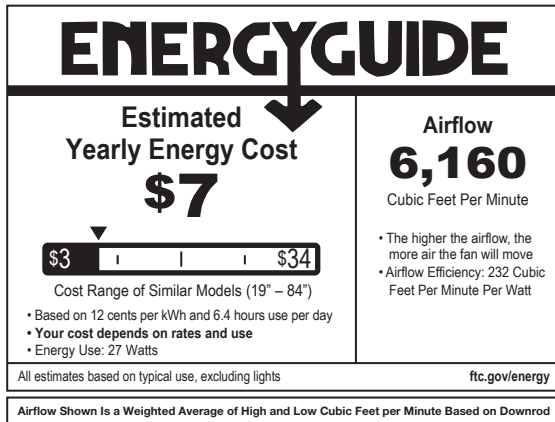 ENERGYGUIDE
Estimated
Yearly Energy Cost
$7
$3
$34
Cost Range of Similar Models (19” – 84”)
• Based on 12 cents per kWh and 6.4 hours use per day
• Your cost depends on rates and use
• Energy Use: 27 Watts
Airflow
6,160
Cubic Feet Per Minute
• The higher the airflow, the
more air the fan will move
• Airflow Efficiency: 232 Cubic
Feet Per Minute Per Watt
All estimates based on typical use, excluding lights
ftc.gov/energy
Airflow Shown Is a Weighted Average of High and Low Cubic Feet per Minute Based on Downrod